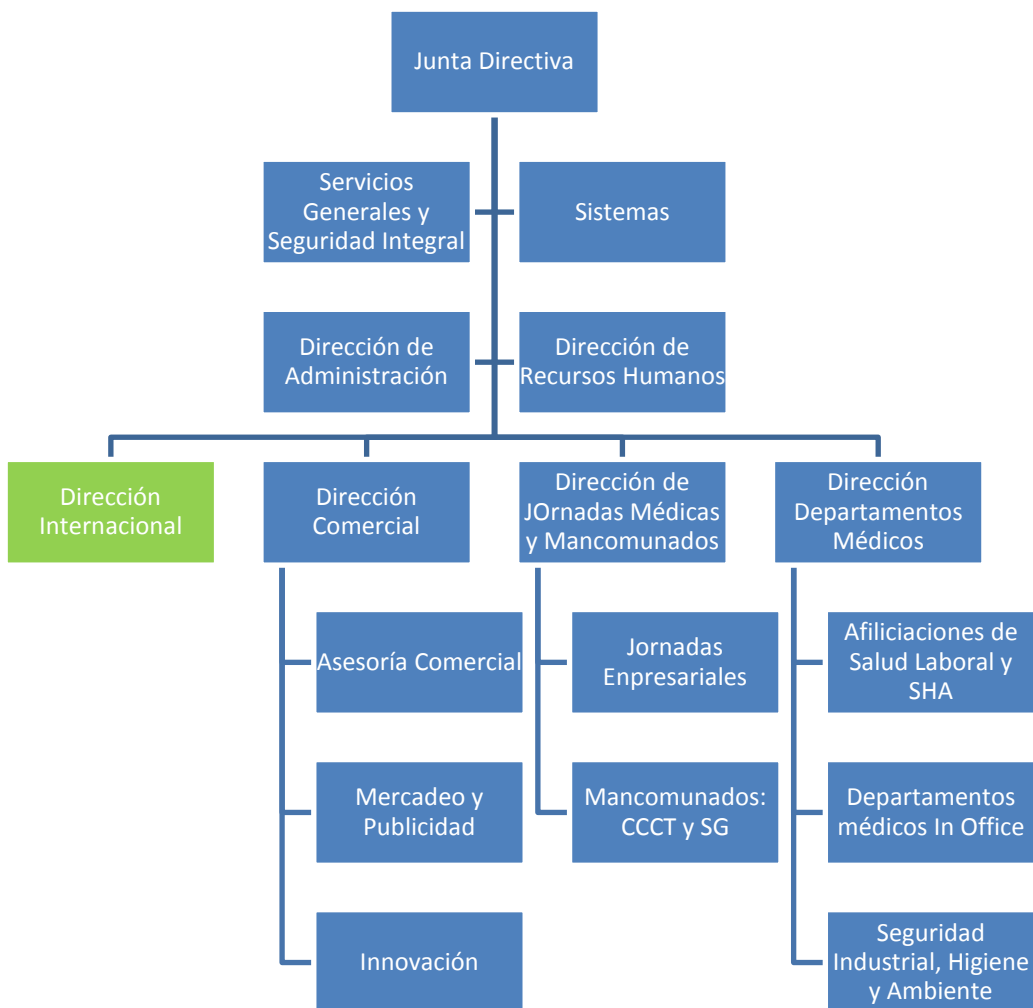 Junta Directiva
Servicios
Generales y
Seguridad Integral
Sistemas
Dirección de
Administración
Dirección de
Recursos Humanos
Dirección
Internacional
Dirección
Comercial
Dirección de
JOrnadas Médicas
y Mancomunados
Dirección
Departamentos
Médicos
Asesoría Comercial
Jornadas
Enpresariales
Afiliciaciones de
Salud Laboral y
SHA
Mercadeo y
Publicidad
Mancomunados:
CCCT y SG
Departamentos
médicos In Office
Innovación
Seguridad
Industrial, Higiene
y Ambiente